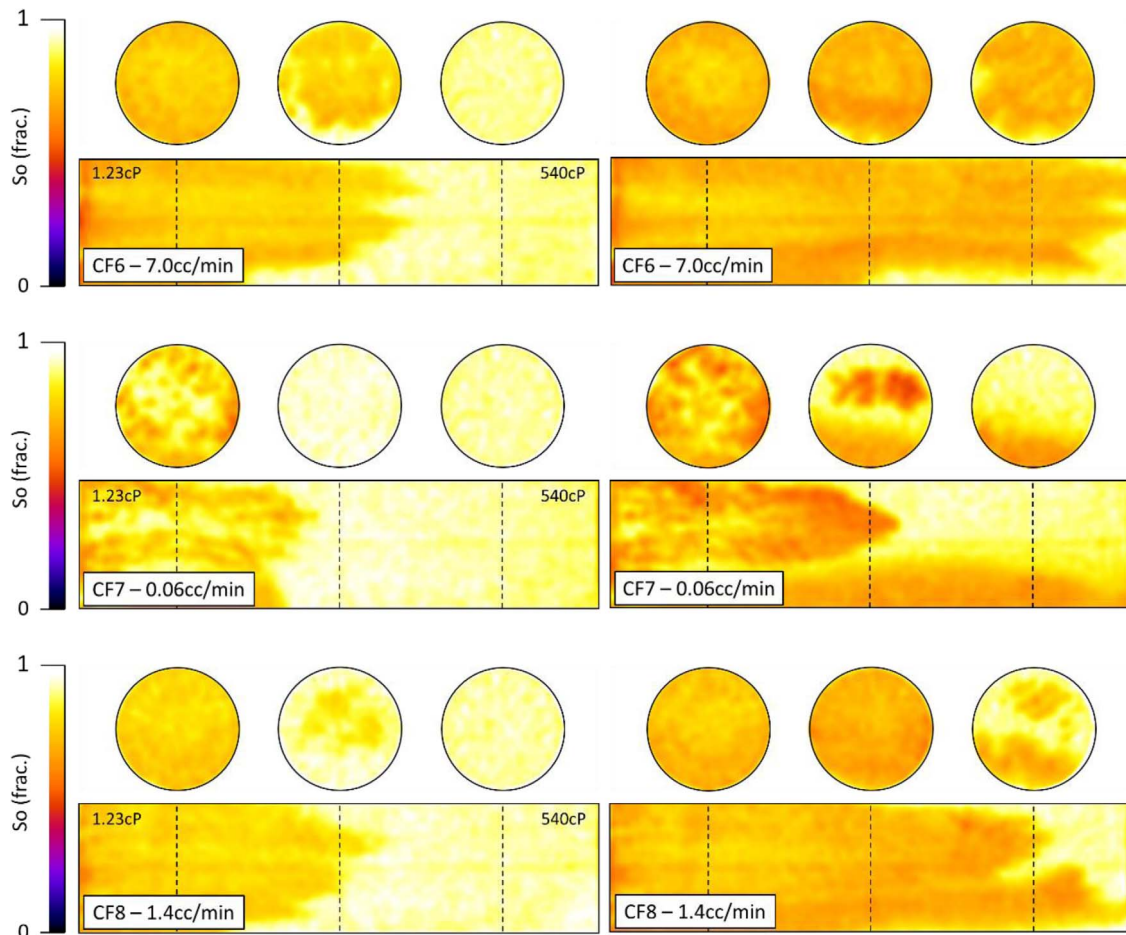 1
So (frac.)
0
1.23cP
540cP
CF6 – 7.0cc/min
CF6 – 7.0cc/min
1
So (frac.)
0
1.23cP
540cP
CF7 – 0.06cc/min
CF7 – 0.06cc/min
1
So (frac.)
0
1.23cP
540cP
CF8 – 1.4cc/min
CF8 – 1.4cc/min